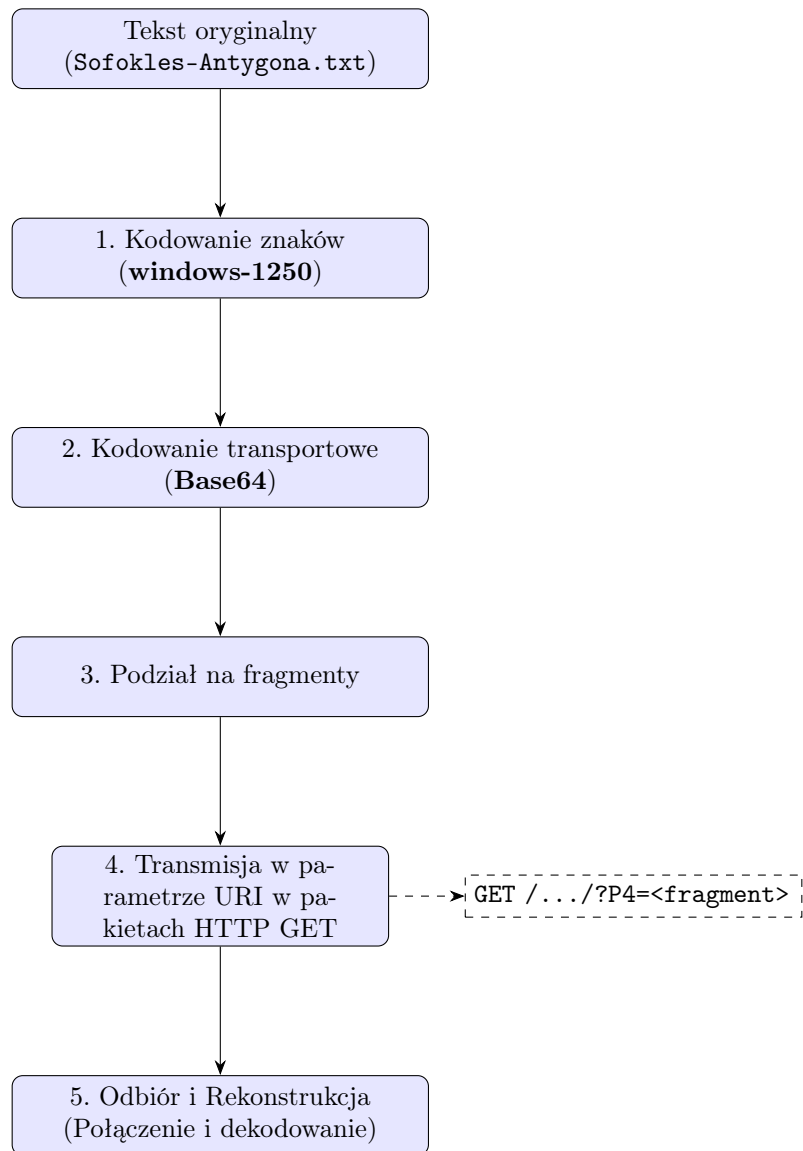 Tekst oryginalny
(Sofokles-Antygona.txt)
1. Kodowanie znaków
(windows-1250)
2. Kodowanie transportowe
(Base64)
3. Podział na fragmenty
4. Transmisja w pa-
rametrze URI w pa-
kietach HTTP GET
GET /.../?P4=<fragment>
5. Odbiór i Rekonstrukcja
(Połączenie i dekodowanie)